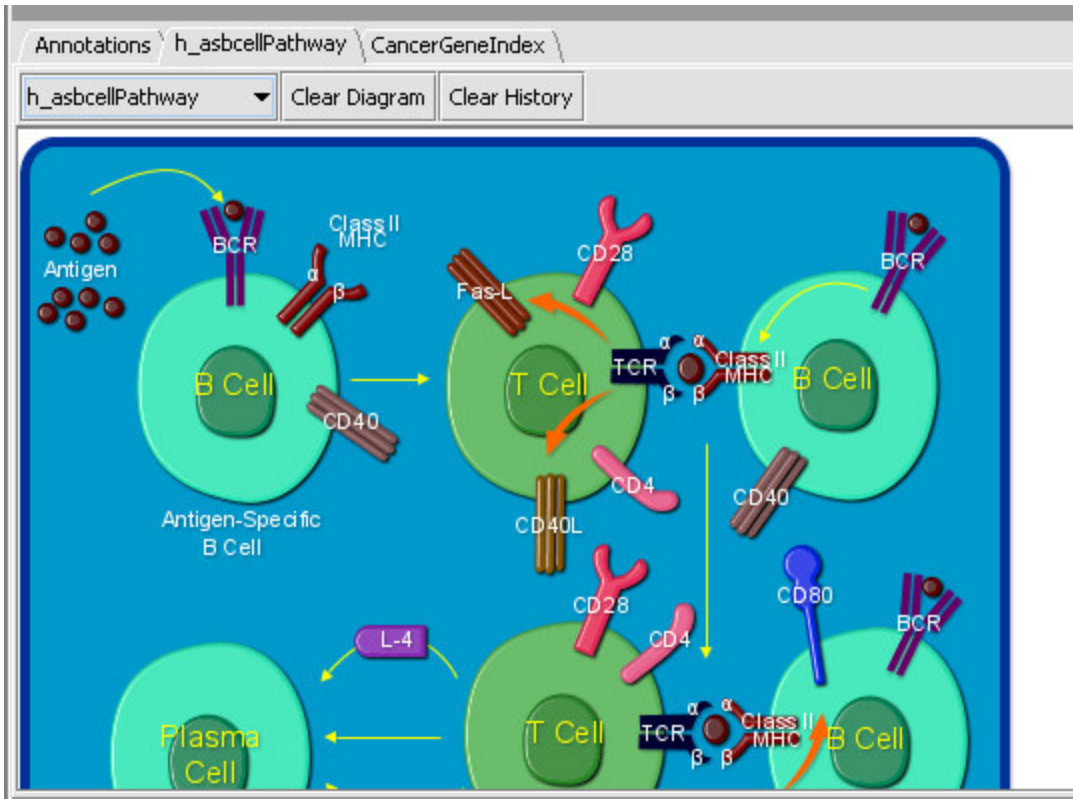 Annotations h_asbcellPathway CancerGeneIndex
h_asbcellPathway Clear Diagram Clear History
Antigen
BCR
Class II
MHC
α
β
B Cell
CD40
Antigen-Specific
B Cell
Fas-L
CD28
T Cell
TCR
α α
β β
Class II
MHC
CD4
CD40L
BCR
B Cell
CD40
CD28
CD4
CD80
BCR
L-4
Plasma
Cell
T Cell
TCR
α α
β β
Class II
MHC
B Cell